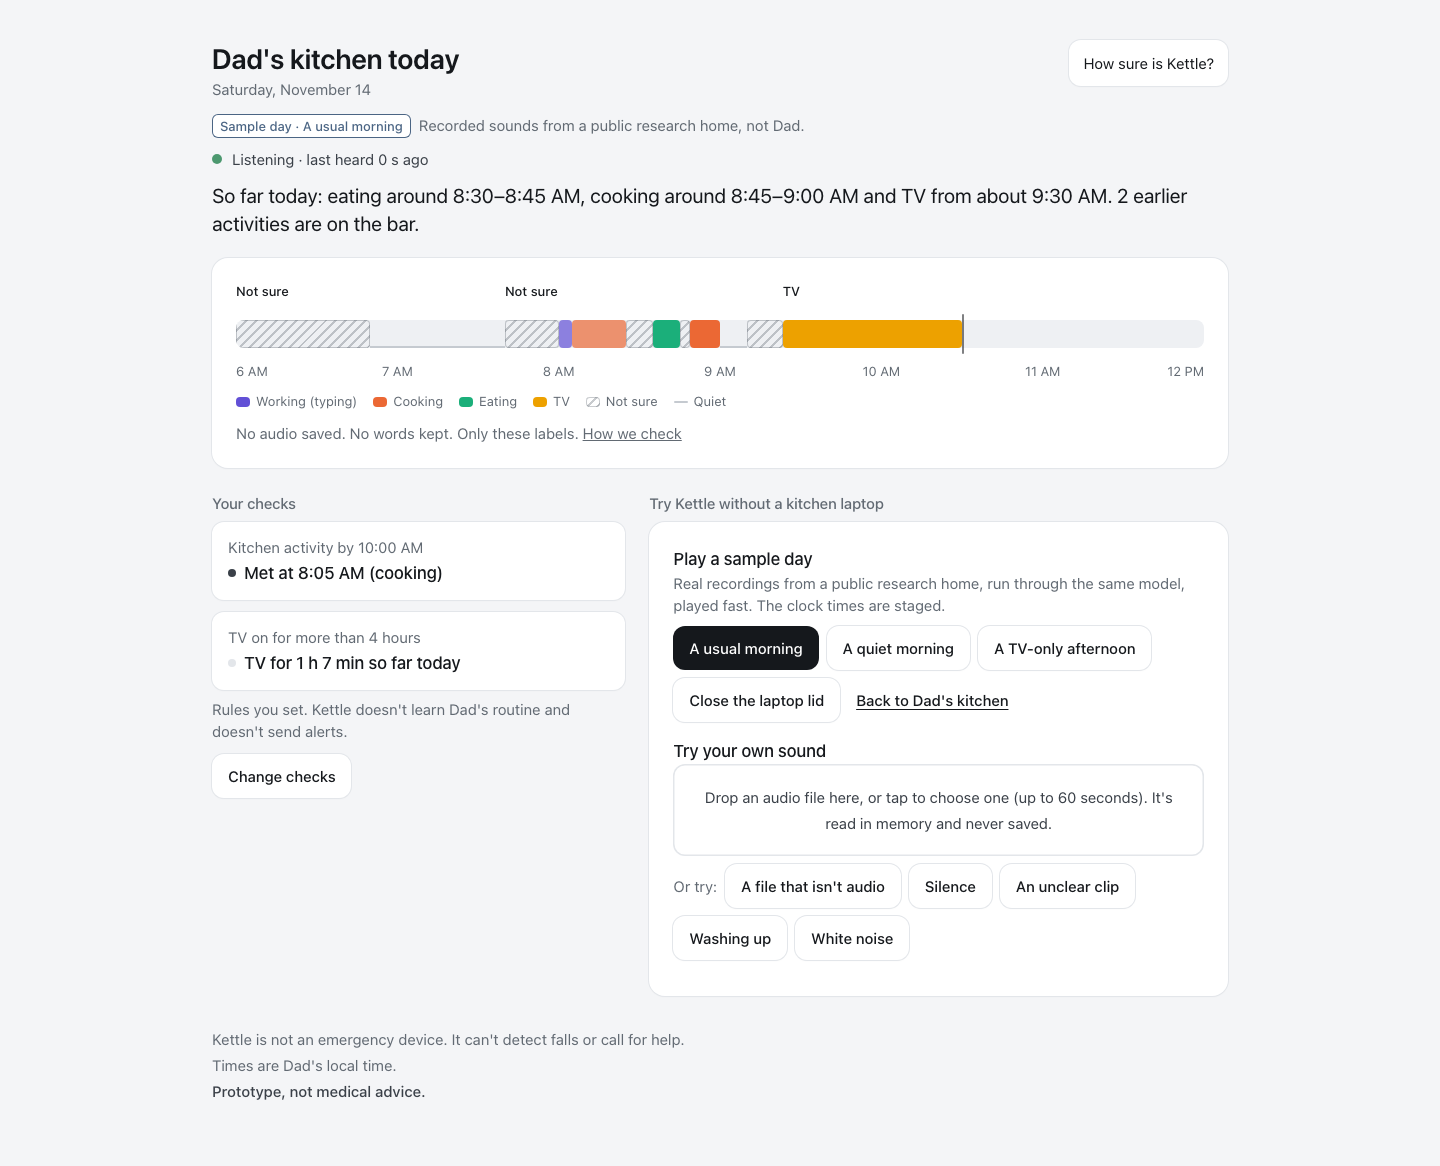 Dad's kitchen today
How sure is Kettle?
Saturday, November 14
Sample day · A usual morning
Recorded sounds from a public research home, not Dad.
Listening · last heard 0 s ago
So far today: eating around 8:30–8:45 AM, cooking around 8:45–9:00 AM and TV from about 9:30 AM. 2 earlier
activities are on the bar.
Not sure
Not sure
TV
6 AM
7 AM
8 AM
9 AM
10 AM
11 AM
12 PM
Working (typing)
Cooking
Eating
TV
Not sure
Quiet
No audio saved. No words kept. Only these labels. How we check
Your checks
Kitchen activity by 10:00 AM
Met at 8:05 AM (cooking)
TV on for more than 4 hours
TV for 1 h 7 min so far today
Rules you set. Kettle doesn't learn Dad's routine and
doesn't send alerts.
Change checks
Try Kettle without a kitchen laptop
Play a sample day
Real recordings from a public research home, run through the same model,
played fast. The clock times are staged.
A usual morning
A quiet morning
A TV-only afternoon
Close the laptop lid
Back to Dad's kitchen
Try your own sound
Drop an audio file here, or tap to choose one (up to 60 seconds). It's
read in memory and never saved.
Or try:
A file that isn't audio
Silence
An unclear clip
Washing up
White noise
Kettle is not an emergency device. It can't detect falls or call for help.
Times are Dad's local time.
Prototype, not medical advice.